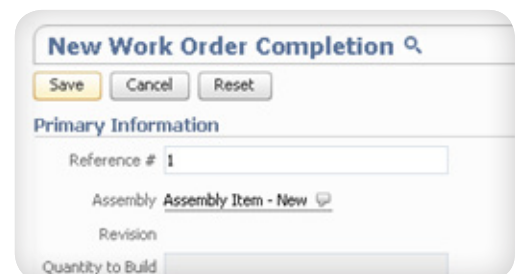 New Work Order Completion
Save Cancel Reset
Primary Information
Reference # 1
Assembly Assembly Item - New
Revision
Quantity to Build